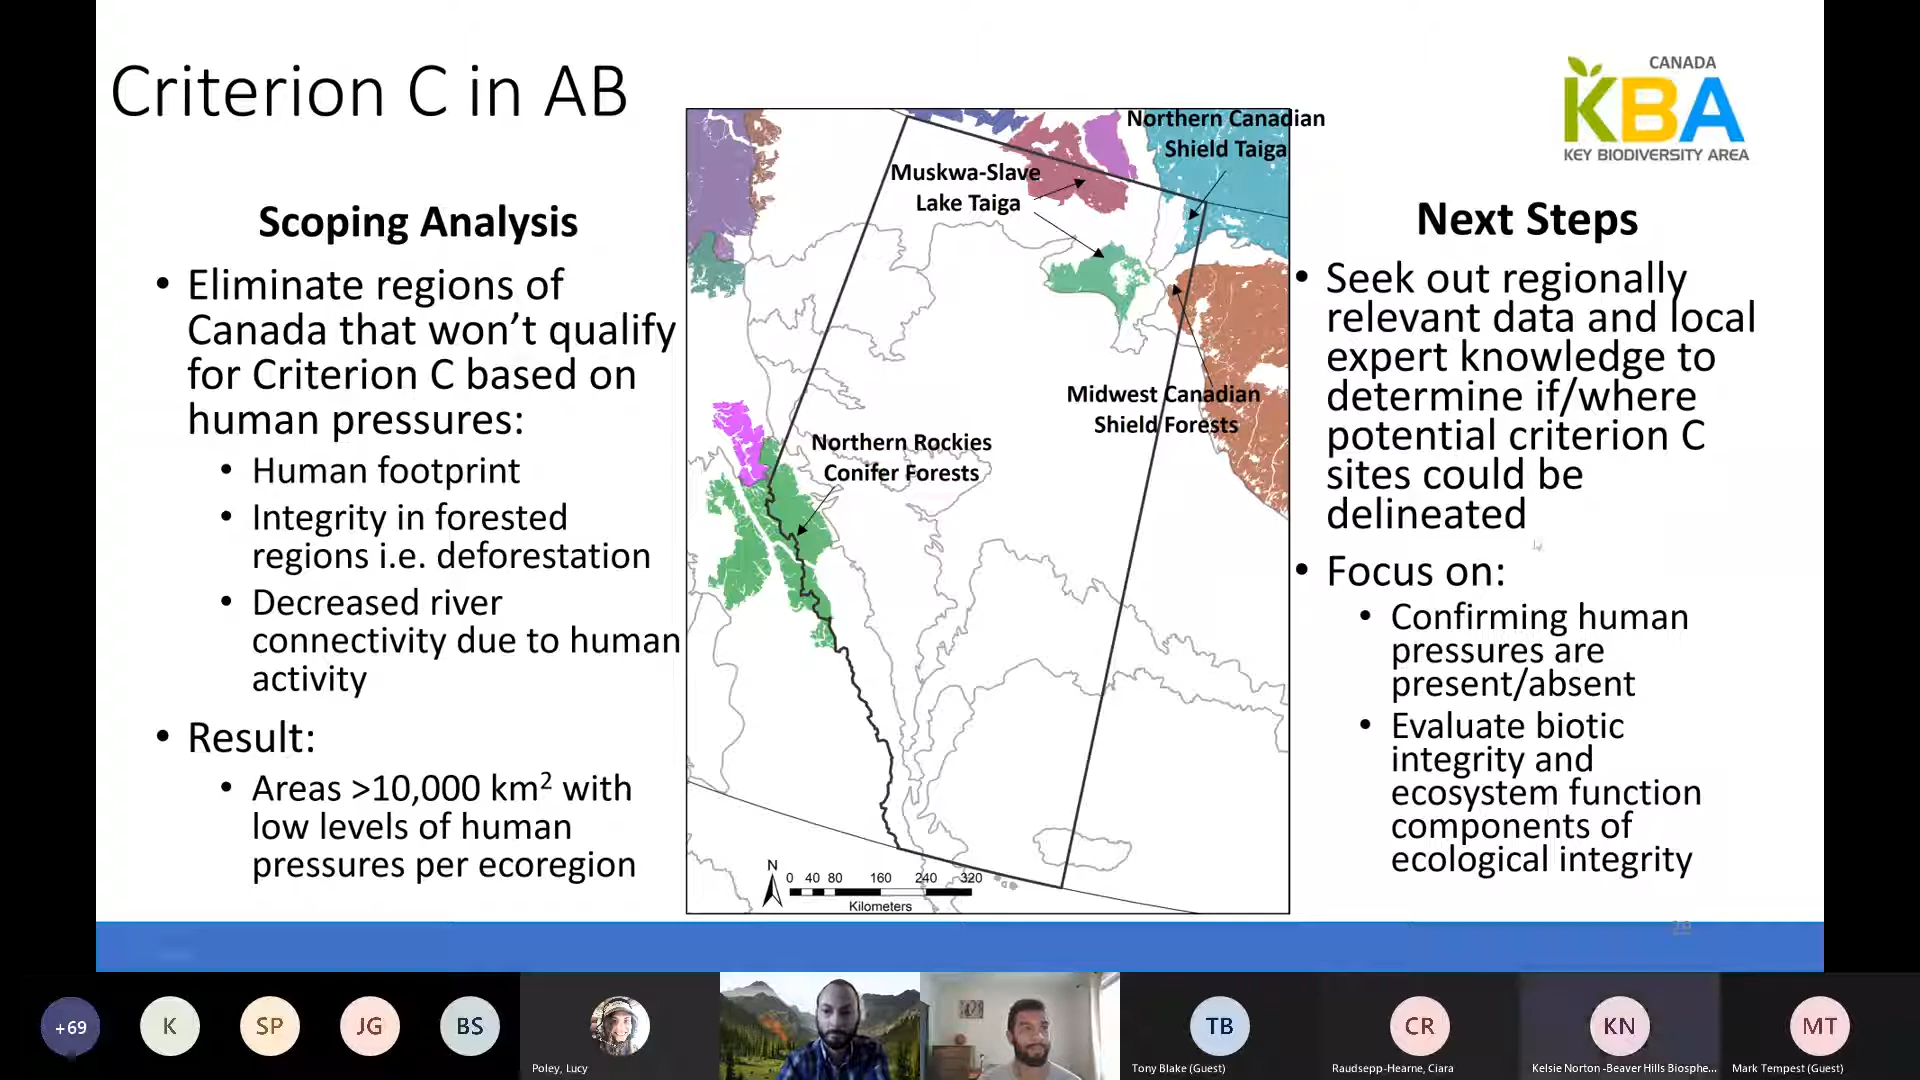 Criterion C in AB
CANADA
KBA
KEY BIODIVERSITY AREA
Scoping Analysis
• Eliminate regions of
Canada that won’t qualify
for Criterion C based on
human pressures:
• Human footprint
• Integrity in forested
regions i.e. deforestation
• Decreased river
connectivity due to human
activity
• Result:
• Areas >10,000 km² with
low levels of human
pressures per ecoregion
Northern Canadian
Shield Taiga
Muskwa-Slave
Lake Taiga
Midwest Canadian
Shield Forests
Northern Rockies
Conifer Forests
N
0 40 80 160 240 320
Kilometers
Next Steps
• Seek out regionally
relevant data and local
expert knowledge to
determine if/where
potential criterion C
sites could be
delineated
• Focus on:
• Confirming human
pressures are
present/absent
• Evaluate biotic
integrity and
ecosystem function
components of
ecological integrity
+69
K
SP
JG
BS
Poley, Lucy
TB
Tony Blake (Guest)
CR
Raudsepp-Hearne, Ciara
KN
Kelsie Norton -Beaver Hills Biosphe...
MT
Mark Tempest (Guest)